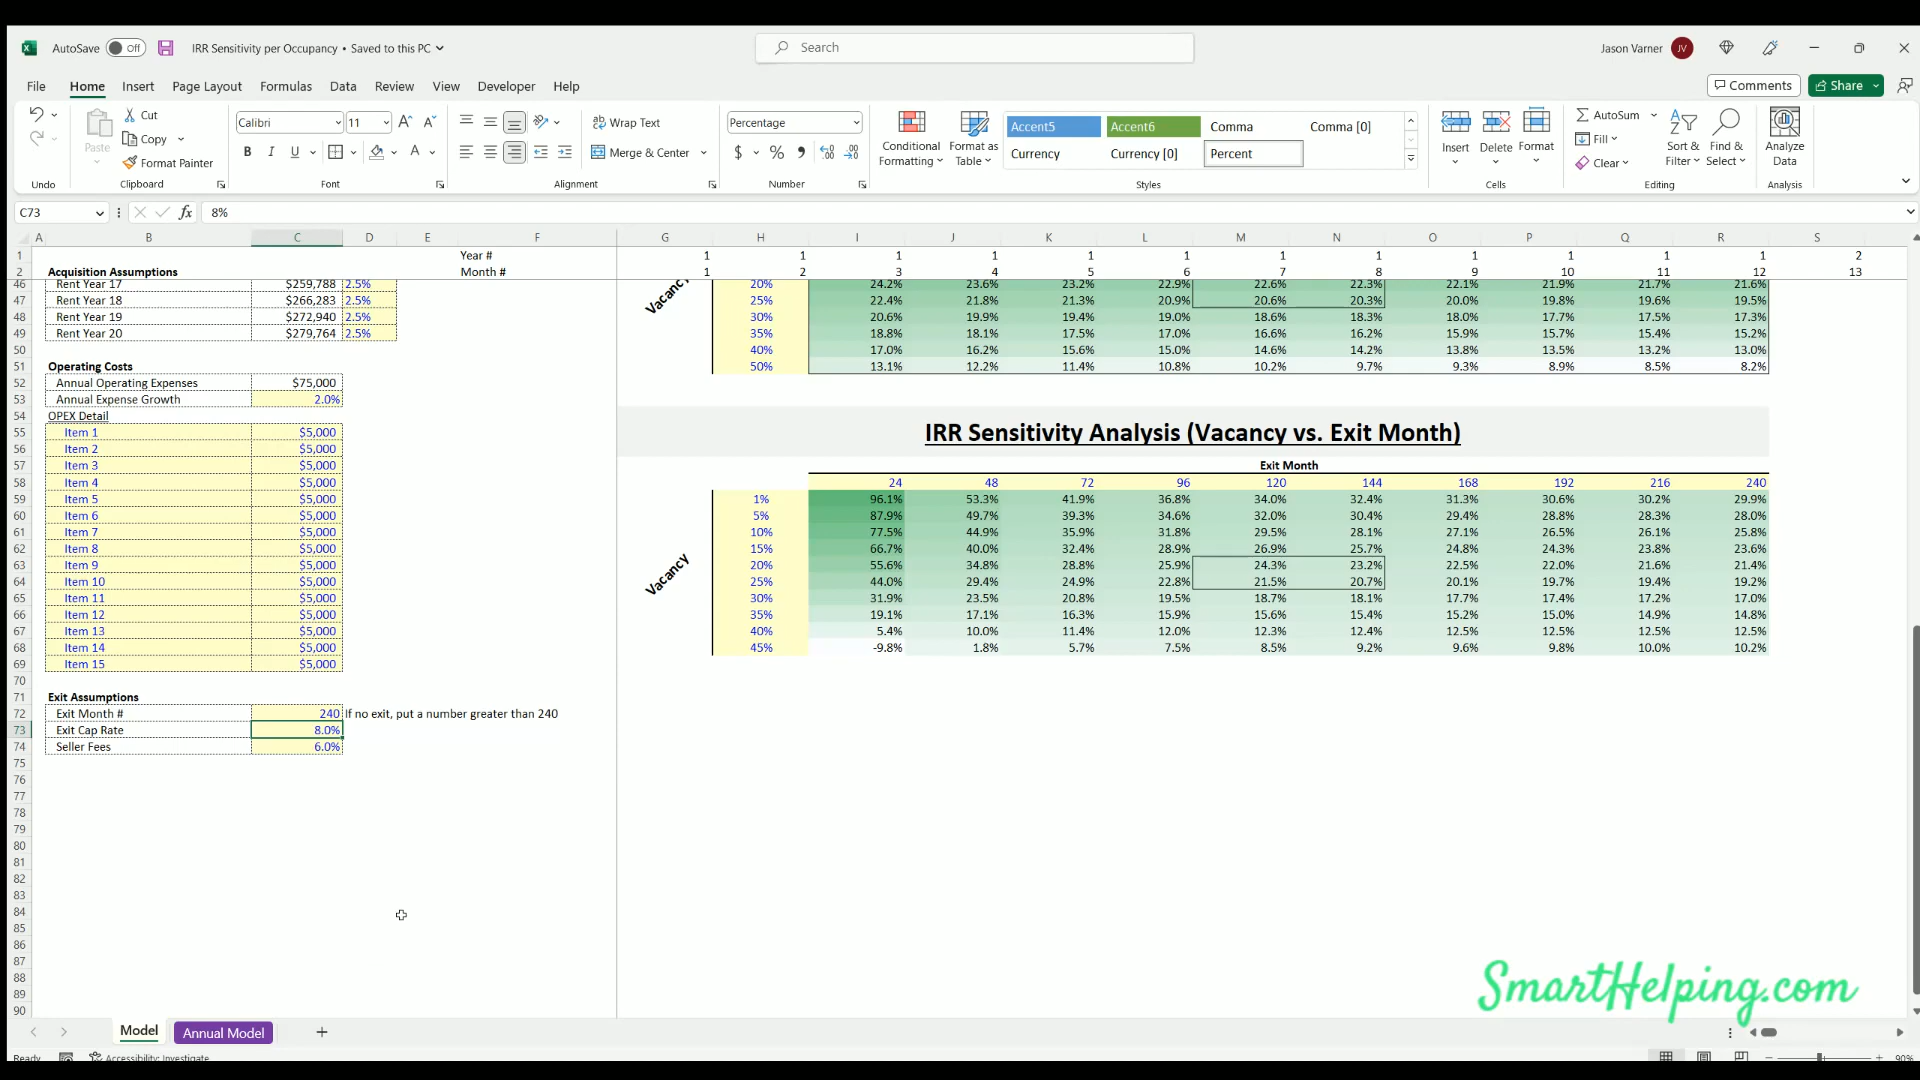 AutoSave Off IRR Sensitivity per Occupancy • Saved to this PC Search Jason Varner JV
File Home Insert Page Layout Formulas Data Review View Developer Help Comments Share
Paste Cut Copy Format Painter Calibri 11 Wrap Text Merge & Center Percentage Conditional Formatting Format as Table Accent5 Accent6 Comma Comma [0] Currency Currency [0] Percent Insert Delete Format AutoSum Fill Clear Sort & Filter Find & Select Analyze Data
Undo Clipboard Font Alignment Number Styles Cells Editing Analysis
C73 fx 8%
A B C D E F G H I J K L M N O P Q R S
1 Year # 1 1 1 1 1 1 1 1 1 1 1 1 2
2 Acquisition Assumptions Month # 1 2 3 4 5 6 7 8 9 10 11 12 13
46 Rent Year 17 $259,788 2.5% 20% 24.2% 23.6% 23.2% 22.9% 22.6% 22.3% 22.1% 21.9% 21.7% 21.6%
47 Rent Year 18 $266,283 2.5% Vacancy 25% 22.4% 21.8% 21.3% 20.9% 20.6% 20.3% 20.0% 19.8% 19.6% 19.5%
48 Rent Year 19 $272,940 2.5% 30% 20.6% 19.9% 19.4% 19.0% 18.6% 18.3% 18.0% 17.7% 17.5% 17.3%
49 Rent Year 20 $279,764 2.5% 35% 18.8% 18.1% 17.5% 17.0% 16.6% 16.2% 15.9% 15.7% 15.4% 15.2%
50 40% 17.0% 16.2% 15.6% 15.0% 14.6% 14.2% 13.8% 13.5% 13.2% 13.0%
51 Operating Costs 50% 13.1% 12.2% 11.4% 10.8% 10.2% 9.7% 9.3% 8.9% 8.5% 8.2%
52 Annual Operating Expenses $75,000
53 Annual Expense Growth 2.0%
54 OPEX Detail
55 Item 1 $5,000 IRR Sensitivity Analysis (Vacancy vs. Exit Month)
56 Item 2 $5,000
57 Item 3 $5,000 Exit Month
58 Item 4 $5,000 24 48 72 96 120 144 168 192 216 240
59 Item 5 $5,000 1% 96.1% 53.3% 41.9% 36.8% 34.0% 32.4% 31.3% 30.6% 30.2% 29.9%
60 Item 6 $5,000 5% 87.9% 49.7% 39.3% 34.6% 32.0% 30.4% 29.4% 28.8% 28.3% 28.0%
61 Item 7 $5,000 10% 77.5% 44.9% 35.9% 31.8% 29.5% 28.1% 27.1% 26.5% 26.1% 25.8%
62 Item 8 $5,000 15% 66.7% 40.0% 32.4% 28.9% 26.9% 25.7% 24.8% 24.3% 23.8% 23.6%
63 Item 9 $5,000 20% 55.6% 34.8% 28.8% 25.9% 24.3% 23.2% 22.5% 22.0% 21.6% 21.4%
64 Item 10 $5,000 Vacancy 25% 44.0% 29.4% 24.9% 22.8% 21.5% 20.7% 20.1% 19.7% 19.4% 19.2%
65 Item 11 $5,000 30% 31.9% 23.5% 20.8% 19.5% 18.7% 18.1% 17.7% 17.4% 17.2% 17.0%
66 Item 12 $5,000 35% 19.1% 17.1% 16.3% 15.9% 15.6% 15.4% 15.2% 15.0% 14.9% 14.8%
67 Item 13 $5,000 40% 5.4% 10.0% 11.4% 12.0% 12.3% 12.4% 12.5% 12.5% 12.5% 12.5%
68 Item 14 $5,000 45% -9.8% 1.8% 5.7% 7.5% 8.5% 9.2% 9.6% 9.8% 10.0% 10.2%
69 Item 15 $5,000
70
71 Exit Assumptions
72 Exit Month # 240 If no exit, put a number greater than 240
73 Exit Cap Rate 8.0%
74 Seller Fees 6.0%
75
76
77
78
79
80
81
82
83
84
85
86
87
88
89
90
SmartHelping.com
Model Annual Model
Ready Accessibility: Investigate 90%